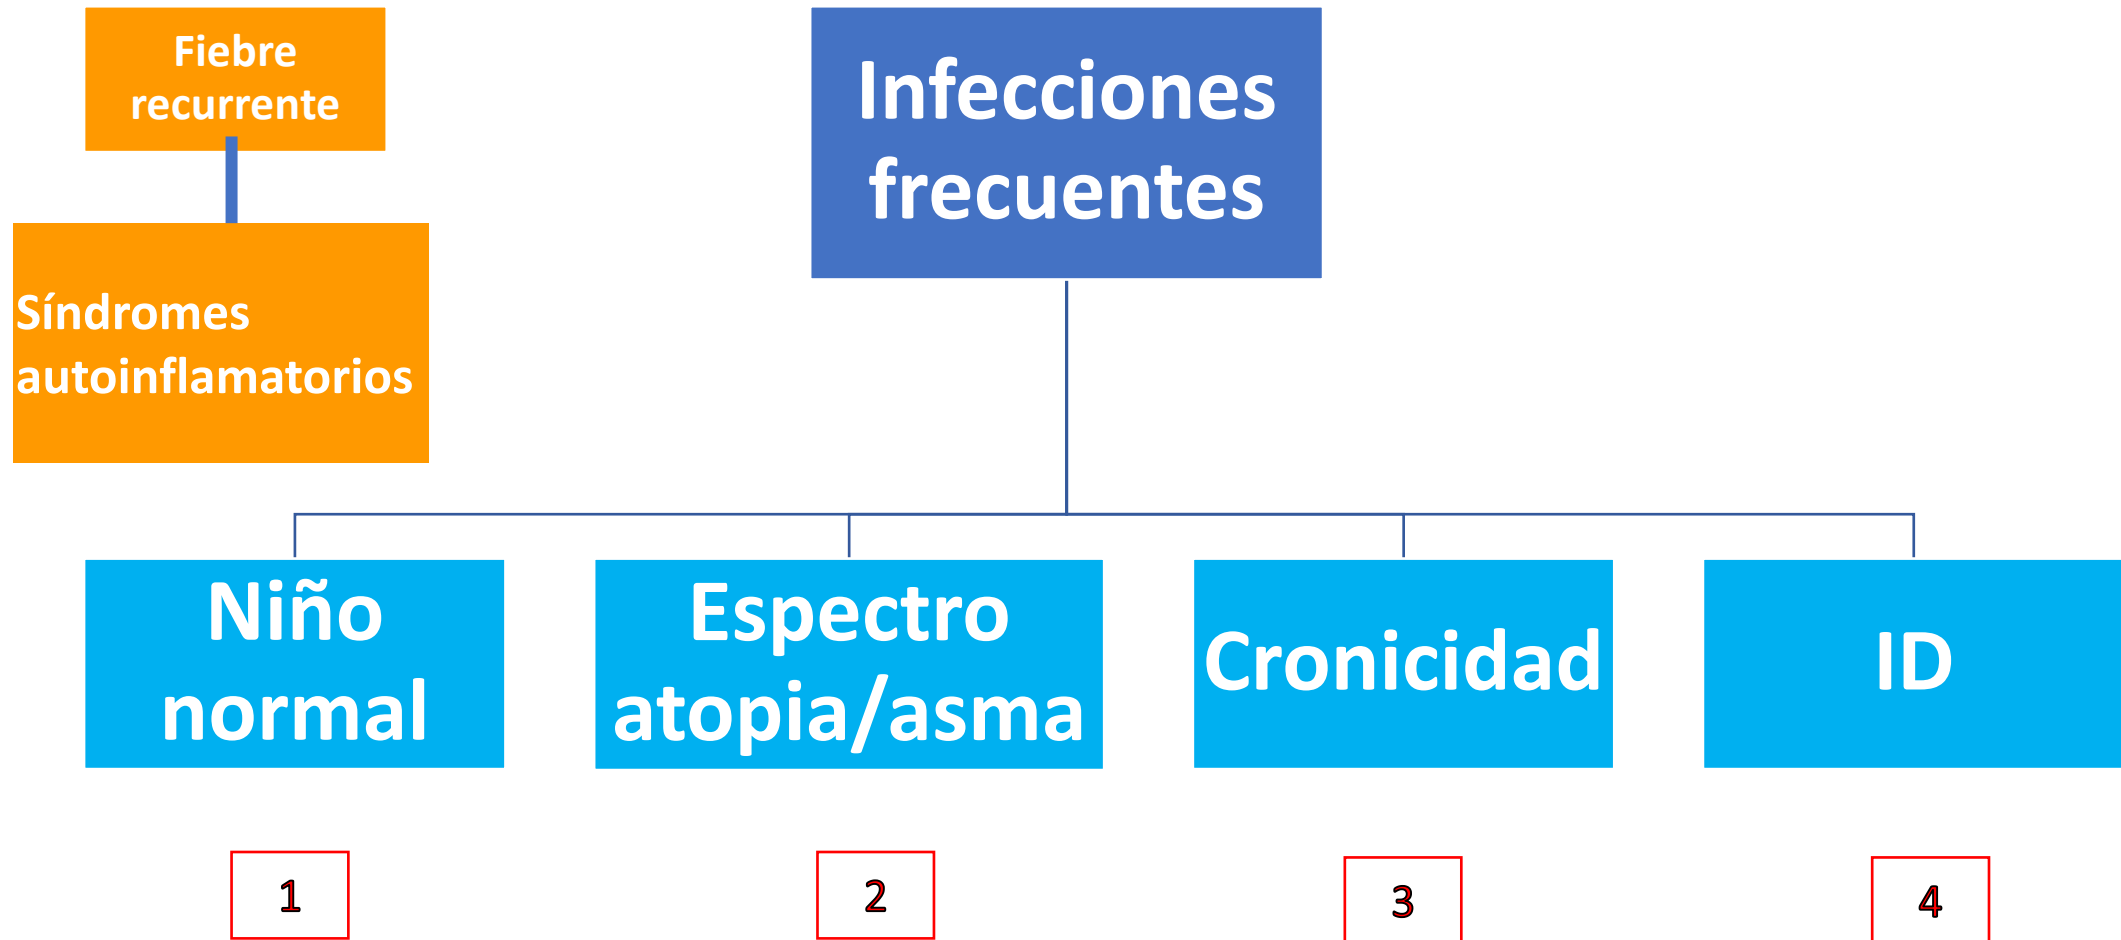 Fiebre
recurrente
Síndromes
autoinflamatorios
Infecciones
frecuentes
Niño
normal
Espectro
atopia/asma
Cronicidad
ID
1
2
3
4